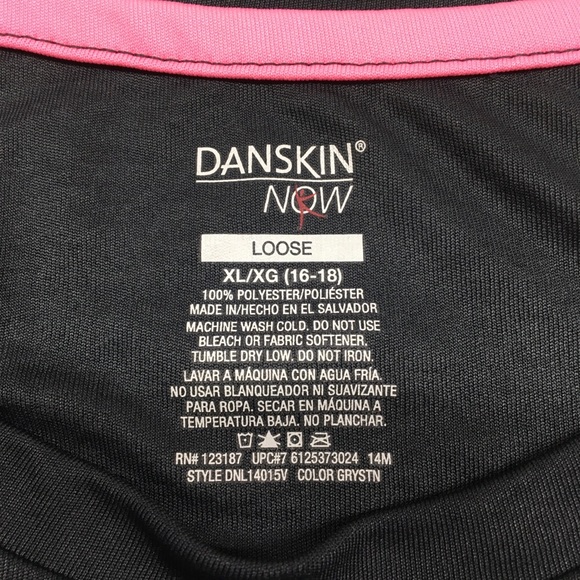 DANSKIN®
NOW
LOOSE
XL/XG (16-18)
100% POLYESTER/POLIÉSTER
MADE IN/HECHO EN EL SALVADOR
MACHINE WASH COLD. DO NOT USE
BLEACH OR FABRIC SOFTENER.
TUMBLE DRY LOW. DO NOT IRON.
LAVAR A MÁQUINA CON AGUA FRÍA.
NO USAR BLANQUEADOR NI SUAVIZANTE
PARA ROPA. SECAR EN MÁQUINA A
TEMPERATURA BAJA. NO PLANCHAR.
RN# 123187 UPC#7 6125373024 14M
STYLE DNL14015V COLOR GRYSTN